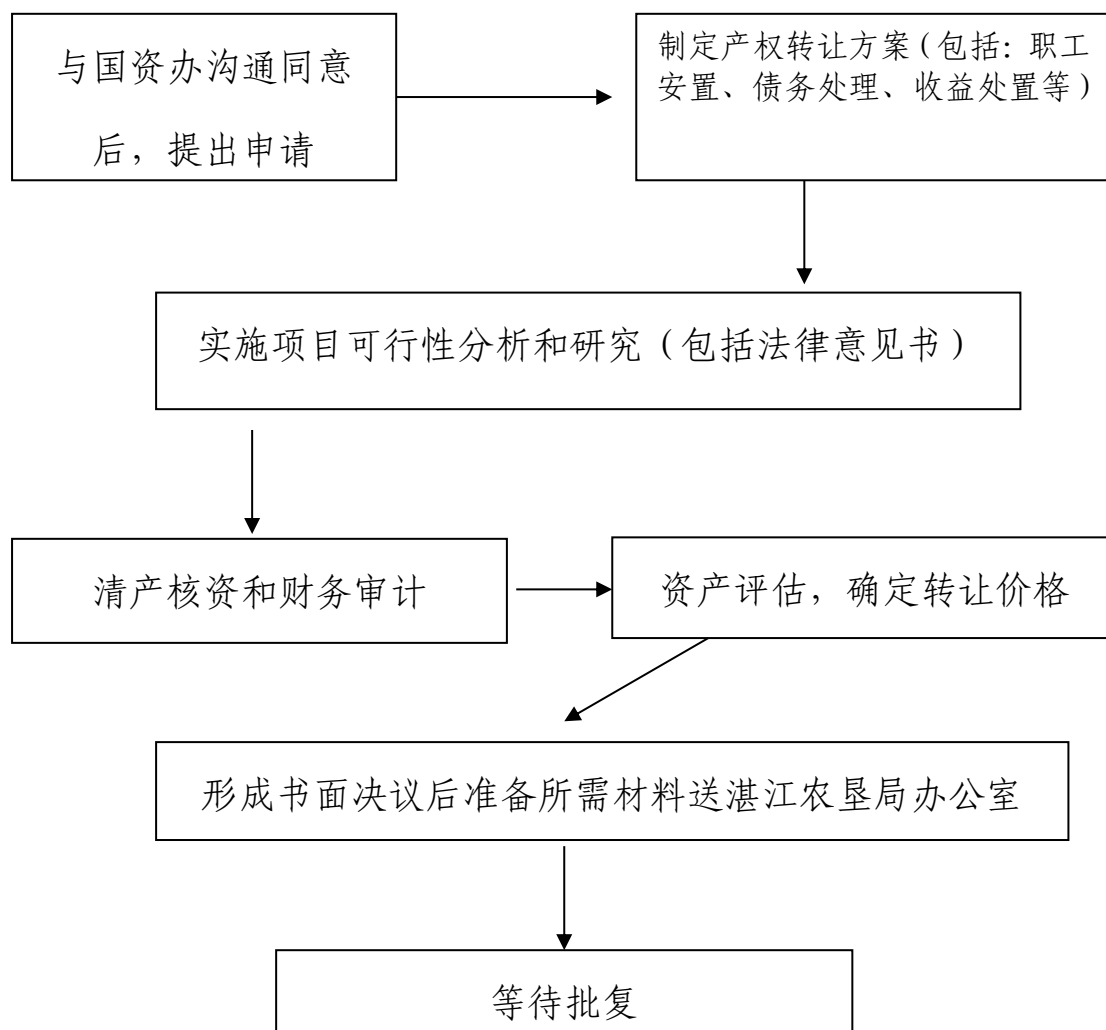 与国资办沟通同意
后，提出申请
制定产权转让方案（包括：职工
安置、债务处理、收益处置等）
实施项目可行性分析和研究（包括法律意见书）
清产核资和财务审计
资产评估，确定转让价格
形成书面决议后准备所需材料送湛江农垦局办公室
等待批复